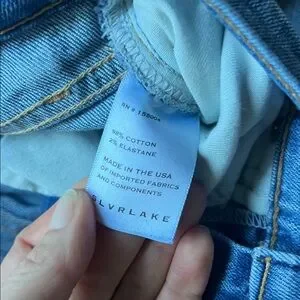 98% COTTON
2% ELASTANE
MADE IN THE USA
OF IMPORTED FABRICS
AND COMPONENTS
SLVRLAKE